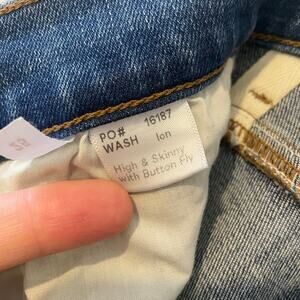 PO# 16187
WASH Ion
High & Skinny
with Button Fly